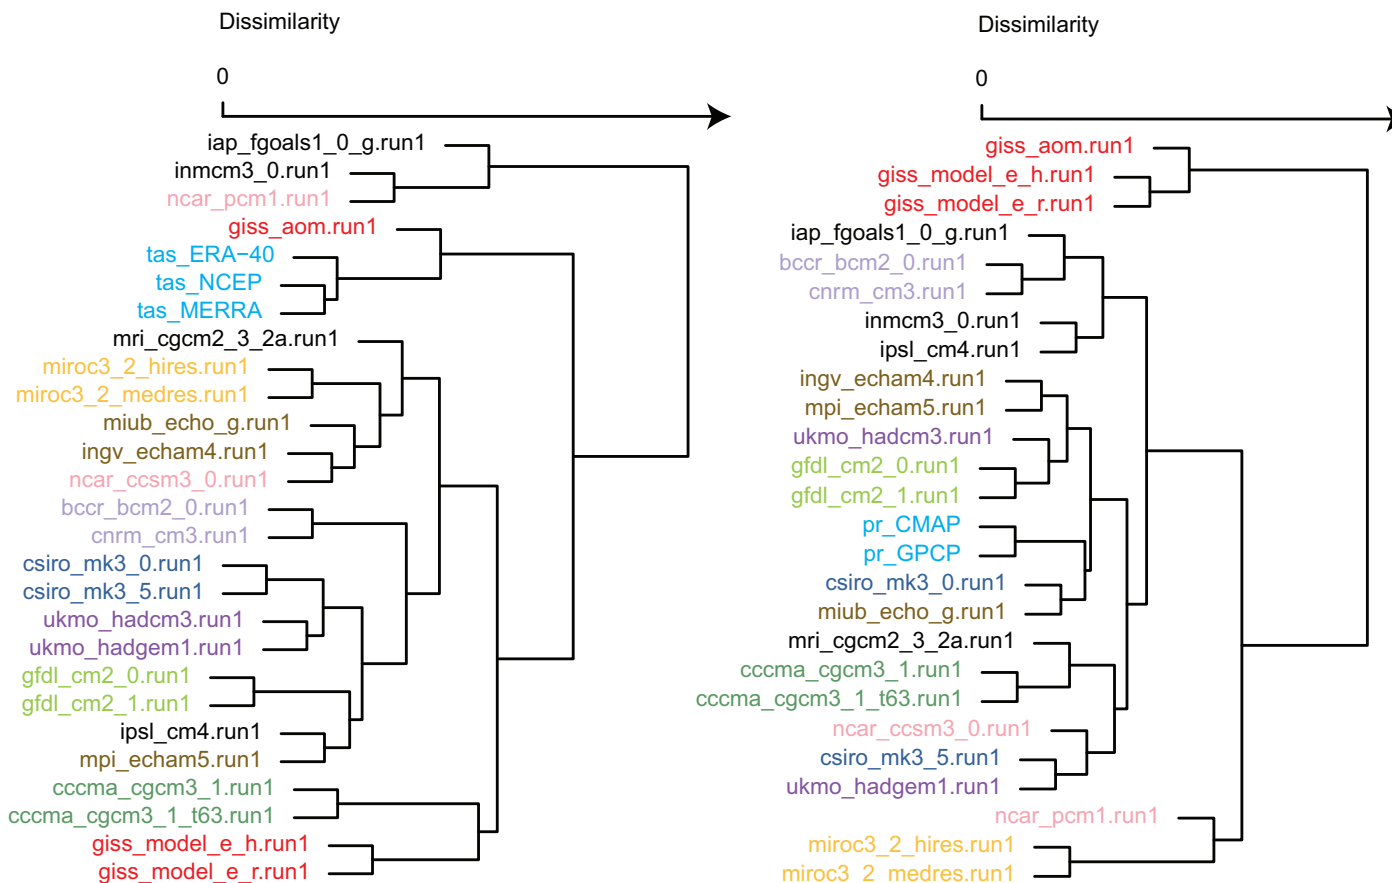 Dissimilarity
0
iap_fgoals1_0_g.run1
inmcm3_0.run1
ncar_pcm1.run1
giss_aom.run1
tas_ERA−40
tas_NCEP
tas_MERRA
mri_cgcm2_3_2a.run1
miroc3_2_hires.run1
miroc3_2_medres.run1
miub_echo_g.run1
ingv_echam4.run1
ncar_ccsm3_0.run1
bccr_bcm2_0.run1
cnrm_cm3.run1
csiro_mk3_0.run1
csiro_mk3_5.run1
ukmo_hadcm3.run1
ukmo_hadgem1.run1
gfdl_cm2_0.run1
gfdl_cm2_1.run1
ipsl_cm4.run1
mpi_echam5.run1
cccma_cgcm3_1.run1
cccma_cgcm3_1_t63.run1
giss_model_e_h.run1
giss_model_e_r.run1
Dissimilarity
0
giss_aom.run1
giss_model_e_h.run1
giss_model_e_r.run1
iap_fgoals1_0_g.run1
bccr_bcm2_0.run1
cnrm_cm3.run1
inmcm3_0.run1
ipsl_cm4.run1
ingv_echam4.run1
mpi_echam5.run1
ukmo_hadcm3.run1
gfdl_cm2_0.run1
gfdl_cm2_1.run1
pr_CMAP
pr_GPCP
csiro_mk3_0.run1
miub_echo_g.run1
mri_cgcm2_3_2a.run1
cccma_cgcm3_1.run1
cccma_cgcm3_1_t63.run1
ncar_ccsm3_0.run1
csiro_mk3_5.run1
ukmo_hadgem1.run1
ncar_pcm1.run1
miroc3_2_hires.run1
miroc3_2_medres.run1